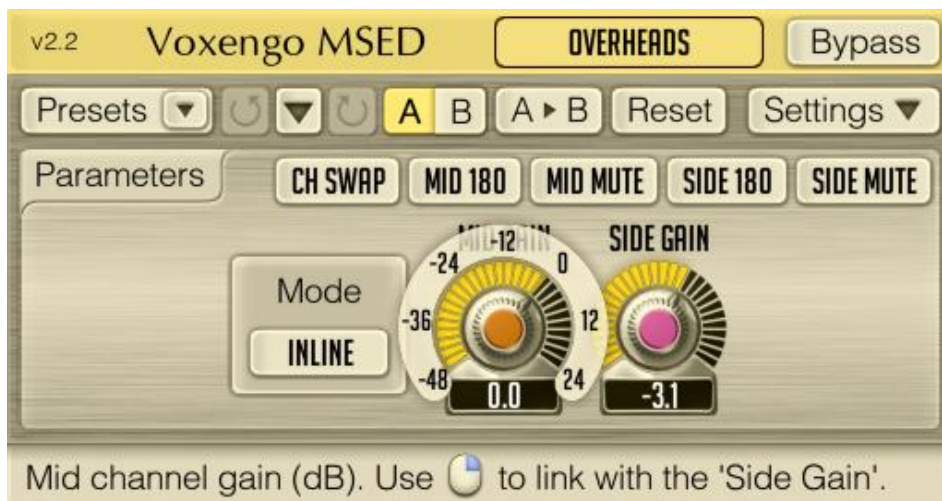 v2.2 Voxengo MSED OVERHEADS Bypass
Presets A B A ▸ B Reset Settings
Parameters CH SWAP MID 180 MID MUTE SIDE 180 SIDE MUTE
MID GAIN SIDE GAIN
-12
-24 0
Mode
-36 12
INLINE
-48 24
0.0 -3.1
Mid channel gain (dB). Use to link with the 'Side Gain'.